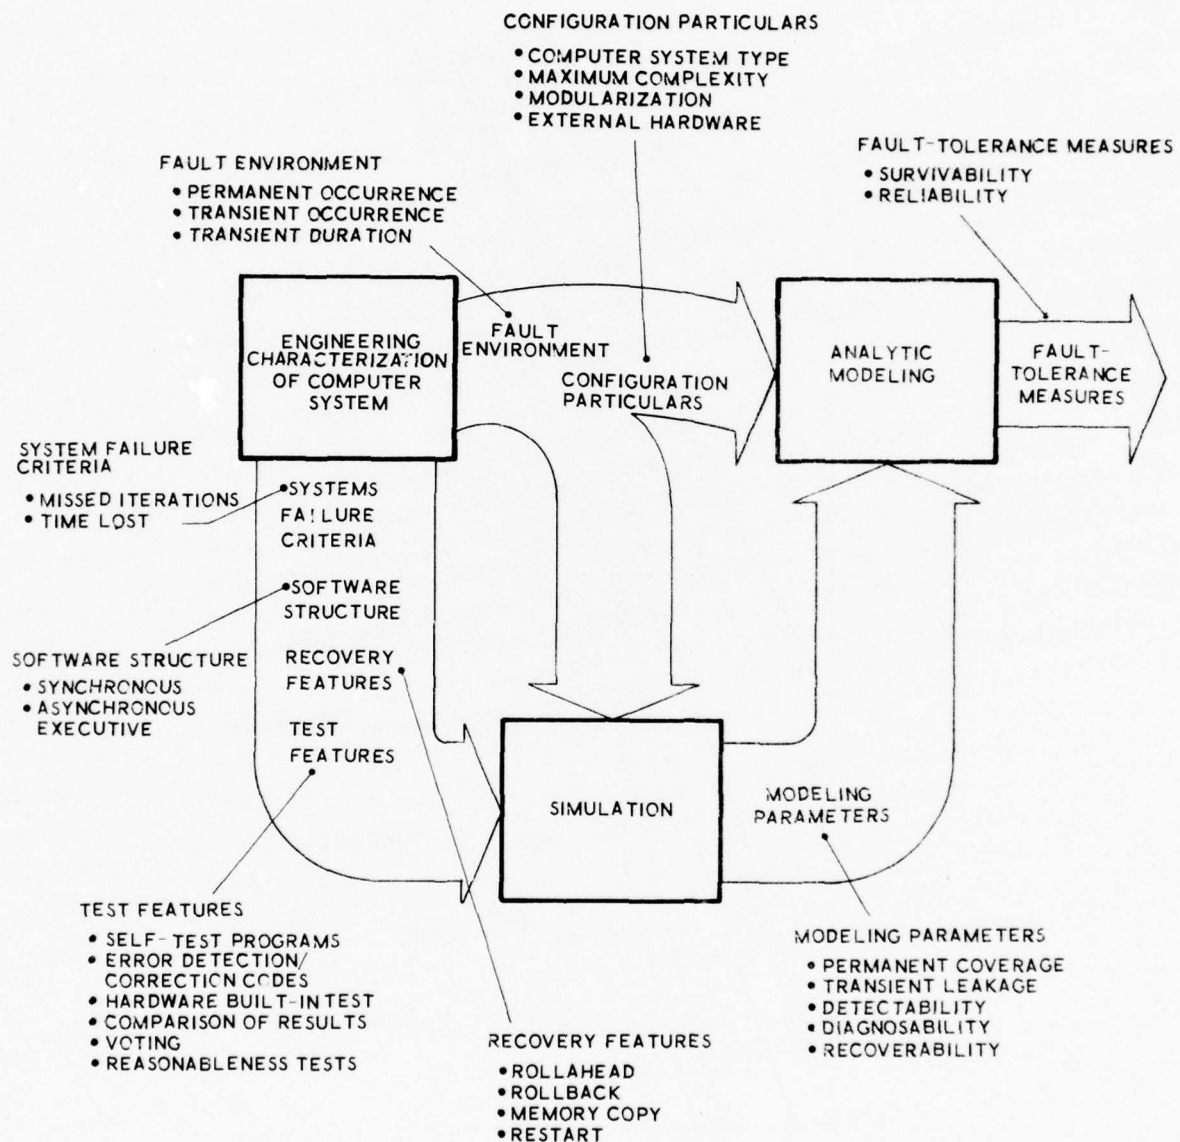 CONFIGURATION PARTICULARS
• COMPUTER SYSTEM TYPE
• MAXIMUM COMPLEXITY
• MODULARIZATION
• EXTERNAL HARDWARE
FAULT-TOLERANCE MEASURES
• SURVIVABILITY
• RELIABILITY
FAULT ENVIRONMENT
• PERMANENT OCCURRENCE
• TRANSIENT OCCURRENCE
• TRANSIENT DURATION
ENGINEERING
CHARACTERIZATION
OF COMPUTER
SYSTEM
FAULT
ENVIRONMENT
CONFIGURATION
PARTICULARS
ANALYTIC
MODELING
FAULT-
TOLERANCE
MEASURES
SYSTEM FAILURE
CRITERIA
• MISSED ITERATIONS
• TIME LOST
SYSTEMS
FAILURE
CRITERIA
SOFTWARE
STRUCTURE
SOFTWARE STRUCTURE
• SYNCHRONOUS
• ASYNCHRONOUS
EXECUTIVE
RECOVERY
FEATURES
TEST
FEATURES
SIMULATION
MODELING
PARAMETERS
TEST FEATURES
• SELF-TEST PROGRAMS
• ERROR DETECTION/
CORRECTION CODES
• HARDWARE BUILT-IN TEST
• COMPARISON OF RESULTS
• VOTING
• REASONABLENESS TESTS
RECOVERY FEATURES
• ROLLAHEAD
• ROLLBACK
• MEMORY COPY
• RESTART
MODELING PARAMETERS
• PERMANENT COVERAGE
• TRANSIENT LEAKAGE
• DETECTABILITY
• DIAGNOSABILITY
• RECOVERABILITY